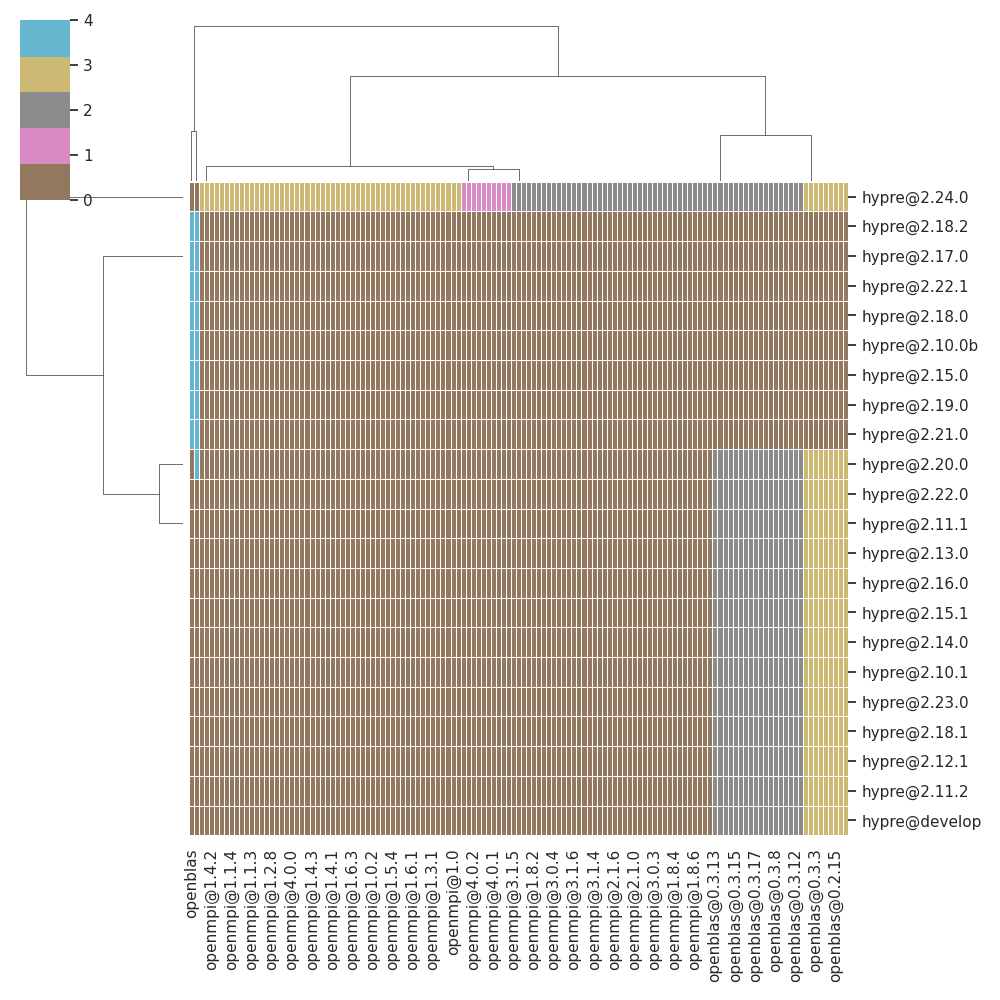 4
3
2
1
0
hypre@2.24.0
hypre@2.18.2
hypre@2.17.0
hypre@2.22.1
hypre@2.18.0
hypre@2.10.0b
hypre@2.15.0
hypre@2.19.0
hypre@2.21.0
hypre@2.20.0
hypre@2.22.0
hypre@2.11.1
hypre@2.13.0
hypre@2.16.0
hypre@2.15.1
hypre@2.14.0
hypre@2.10.1
hypre@2.23.0
hypre@2.18.1
hypre@2.12.1
hypre@2.11.2
hypre@develop
openblas
openmpi@1.4.2
openmpi@1.1.4
openmpi@1.1.3
openmpi@1.2.8
openmpi@4.0.0
openmpi@1.4.3
openmpi@1.4.1
openmpi@1.6.3
openmpi@1.0.2
openmpi@1.5.4
openmpi@1.6.1
openmpi@1.3.1
openmpi@1.0
openmpi@4.0.2
openmpi@4.0.1
openmpi@3.1.5
openmpi@1.8.2
openmpi@3.0.4
openmpi@3.1.6
openmpi@3.1.4
openmpi@2.1.6
openmpi@2.1.0
openmpi@3.0.3
openmpi@1.8.4
openmpi@1.8.6
openblas@0.3.13
openblas@0.3.15
openblas@0.3.17
openblas@0.3.8
openblas@0.3.12
openblas@0.3.3
openblas@0.2.15